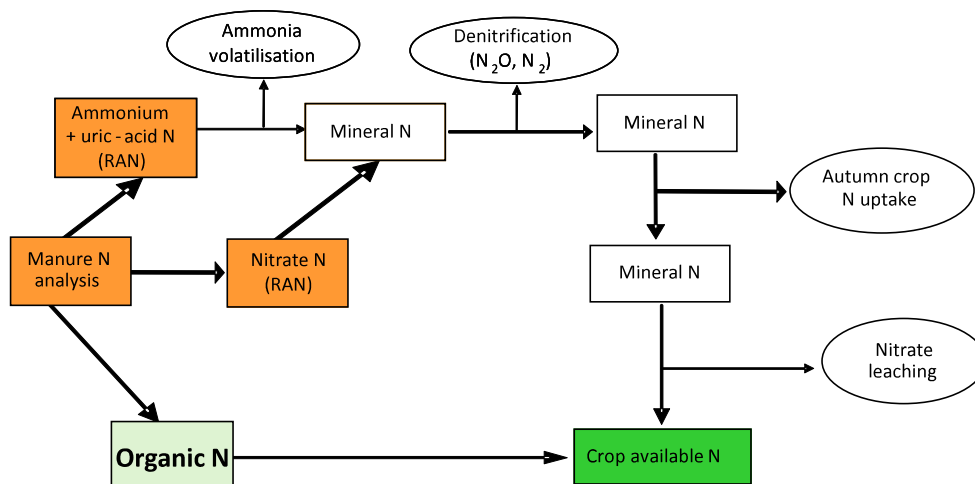 Ammonia
volatilisation
Denitrification
(N₂O, N₂)
Ammonium
+ uric - acid N
(RAN)
Mineral N
Mineral N
Autumn crop
N uptake
Manure N
analysis
Nitrate N
(RAN)
Mineral N
Nitrate
leaching
Organic N
Crop available N